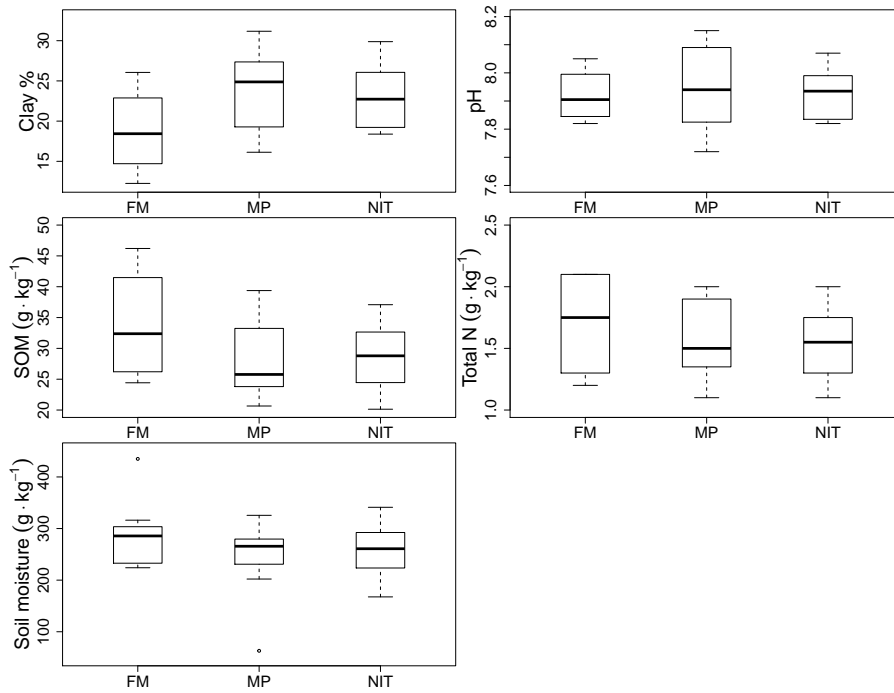 Clay %
30
25
20
15
FM MP NIT
pH
8.2
8.0
7.8
7.6
FM MP NIT
SOM (g · kg⁻¹)
50
45
40
35
30
25
20
FM MP NIT
Total N (g · kg⁻¹)
2.5
2.0
1.5
1.0
FM MP NIT
Soil moisture (g · kg⁻¹)
400
300
200
100
FM MP NIT